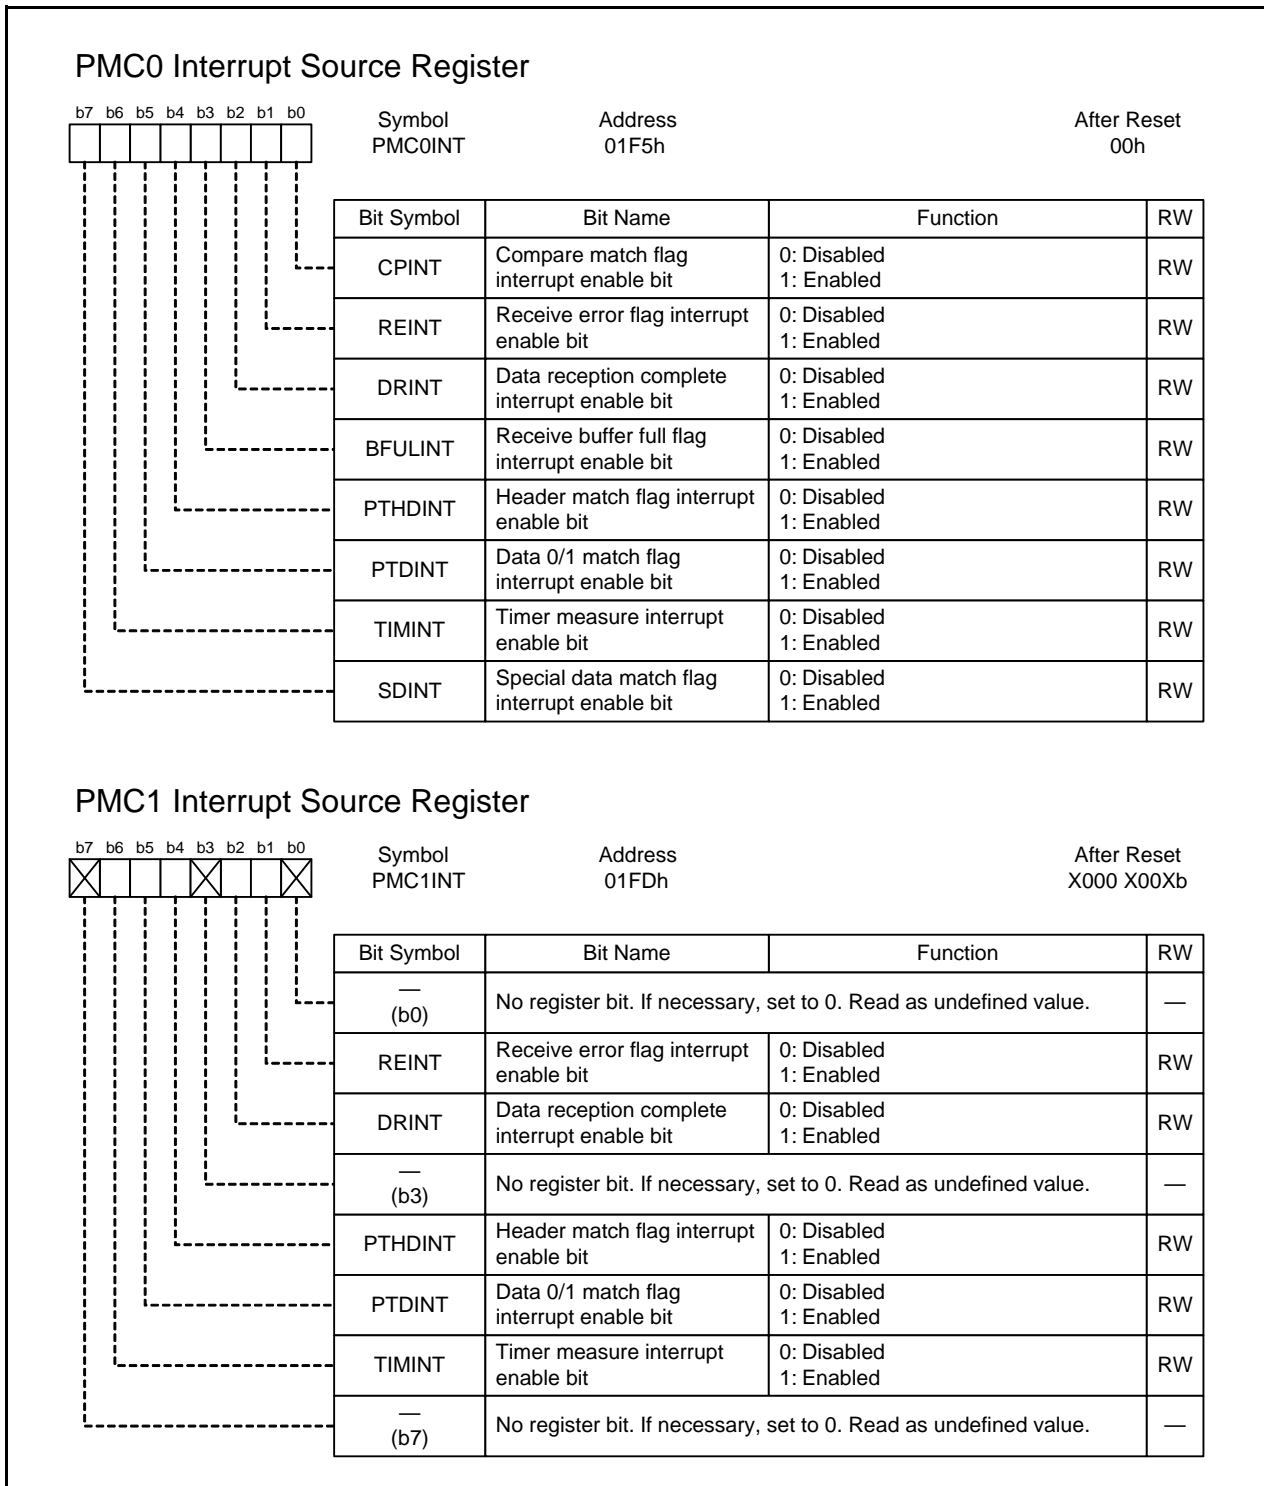 PMC0 Interrupt Source Register
b7 b6 b5 b4 b3 b2 b1 b0
Symbol Address After Reset
PMC0INT 01F5h 00h
Bit Symbol Bit Name Function RW
CPINT Compare match flag interrupt enable bit 0: Disabled 1: Enabled RW
REINT Receive error flag interrupt enable bit 0: Disabled 1: Enabled RW
DRINT Data reception complete interrupt enable bit 0: Disabled 1: Enabled RW
BFULINT Receive buffer full flag interrupt enable bit 0: Disabled 1: Enabled RW
PTHDINT Header match flag interrupt enable bit 0: Disabled 1: Enabled RW
PTDINT Data 0/1 match flag interrupt enable bit 0: Disabled 1: Enabled RW
TIMINT Timer measure interrupt enable bit 0: Disabled 1: Enabled RW
SDINT Special data match flag interrupt enable bit 0: Disabled 1: Enabled RW
PMC1 Interrupt Source Register
b7 b6 b5 b4 b3 b2 b1 b0
Symbol Address After Reset
PMC1INT 01FDh X000 X00Xb
Bit Symbol Bit Name Function RW
— (b0) No register bit. If necessary, set to 0. Read as undefined value. —
REINT Receive error flag interrupt enable bit 0: Disabled 1: Enabled RW
DRINT Data reception complete interrupt enable bit 0: Disabled 1: Enabled RW
— (b3) No register bit. If necessary, set to 0. Read as undefined value. —
PTHDINT Header match flag interrupt enable bit 0: Disabled 1: Enabled RW
PTDINT Data 0/1 match flag interrupt enable bit 0: Disabled 1: Enabled RW
TIMINT Timer measure interrupt enable bit 0: Disabled 1: Enabled RW
— (b7) No register bit. If necessary, set to 0. Read as undefined value. —